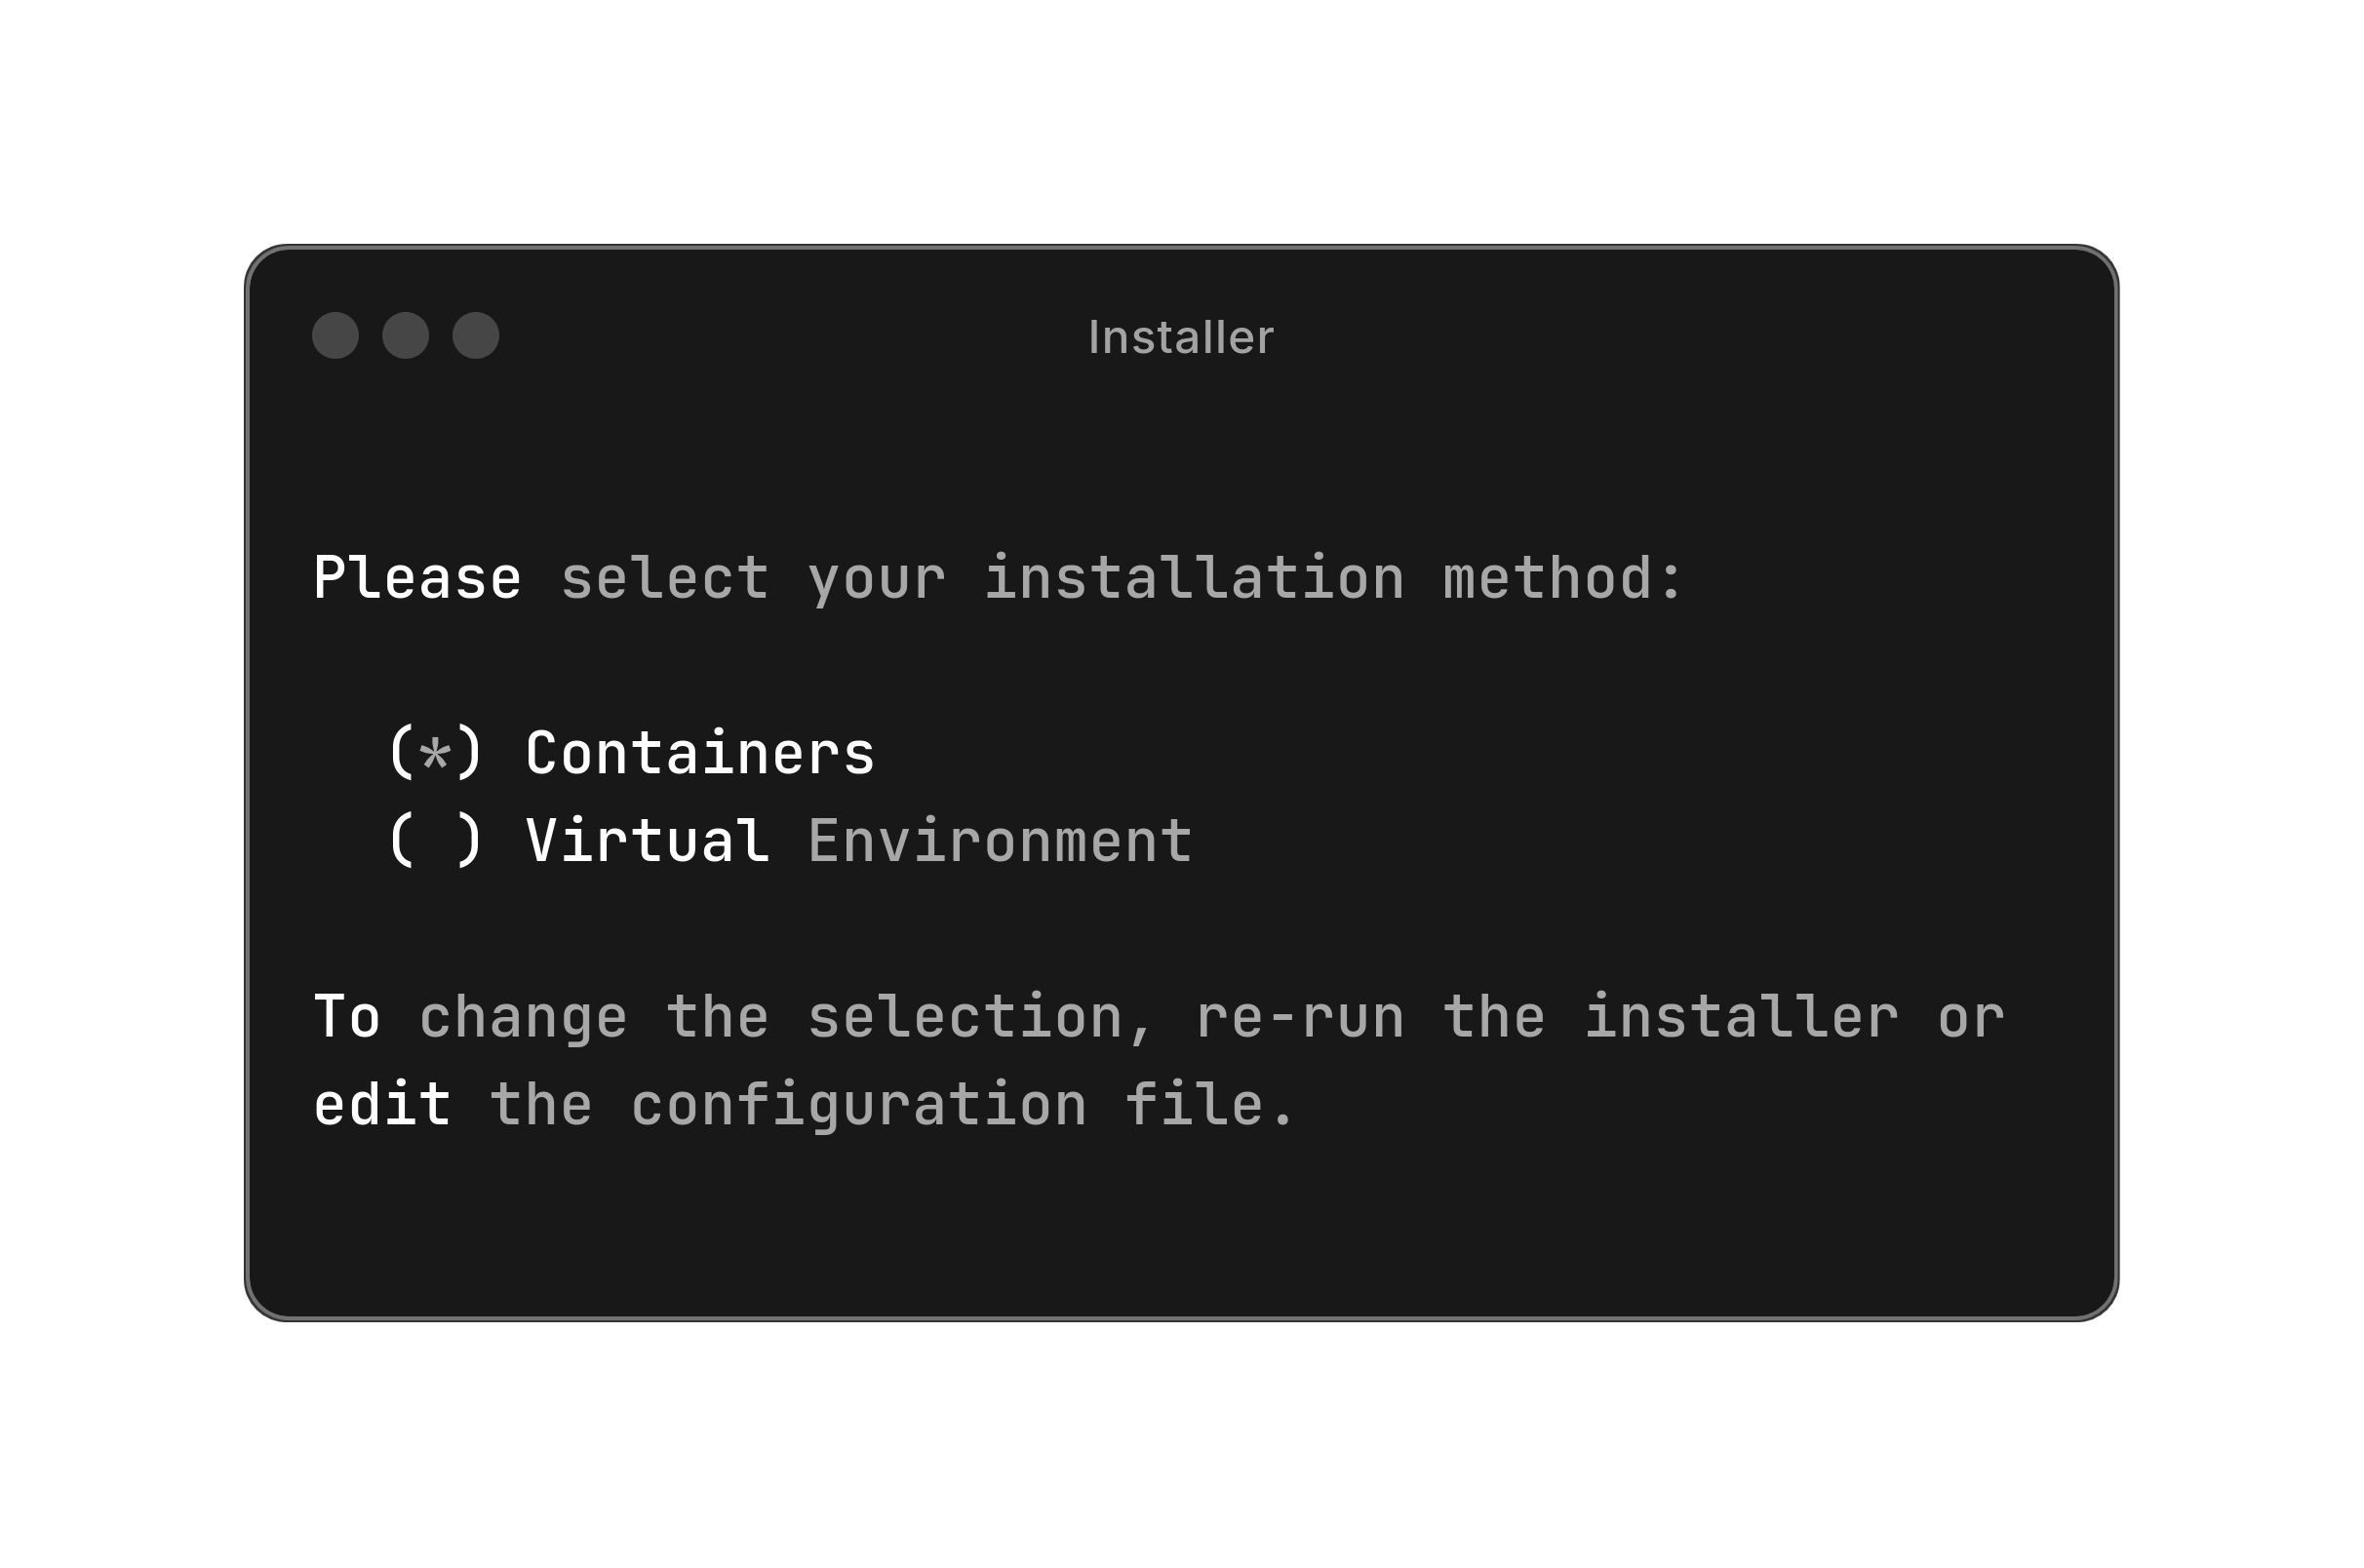 Installer
Please select your installation method:
(*) Containers
( ) Virtual Environment
To change the selection, re-run the installer or
edit the configuration file.